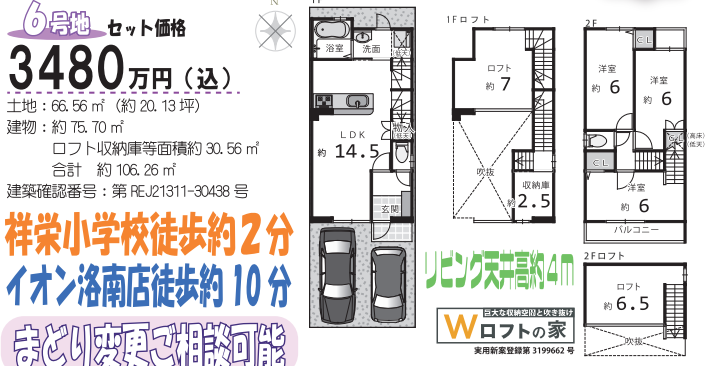 6号地 セット価格
3480万円（込）
土地：66.56㎡（約20.13坪）
建物：約75.70㎡
ロフト収納庫等面積約30.56㎡
合計 約106.26㎡
建築確認番号：第REJ21311-30438号
祥栄小学校徒歩約2分
イオン洛南店徒歩約10分
まどり変更ご相談可能
N
浴室
洗面
(低天)
物入
(低天)
LDK
約14.5
玄関
1Fロフト
ロフト
約7
吹抜
収納庫
約2.5
2F
CL
洋室
約6
洋室
約6
CL
(高床)
(低天)
CL
洋室
約6
バルコニー
リビング天井高約4m
2Fロフト
ロフト
約6.5
吹抜
巨大な収納空間と吹き抜け
Wロフトの家
実用新案登録第3199662号